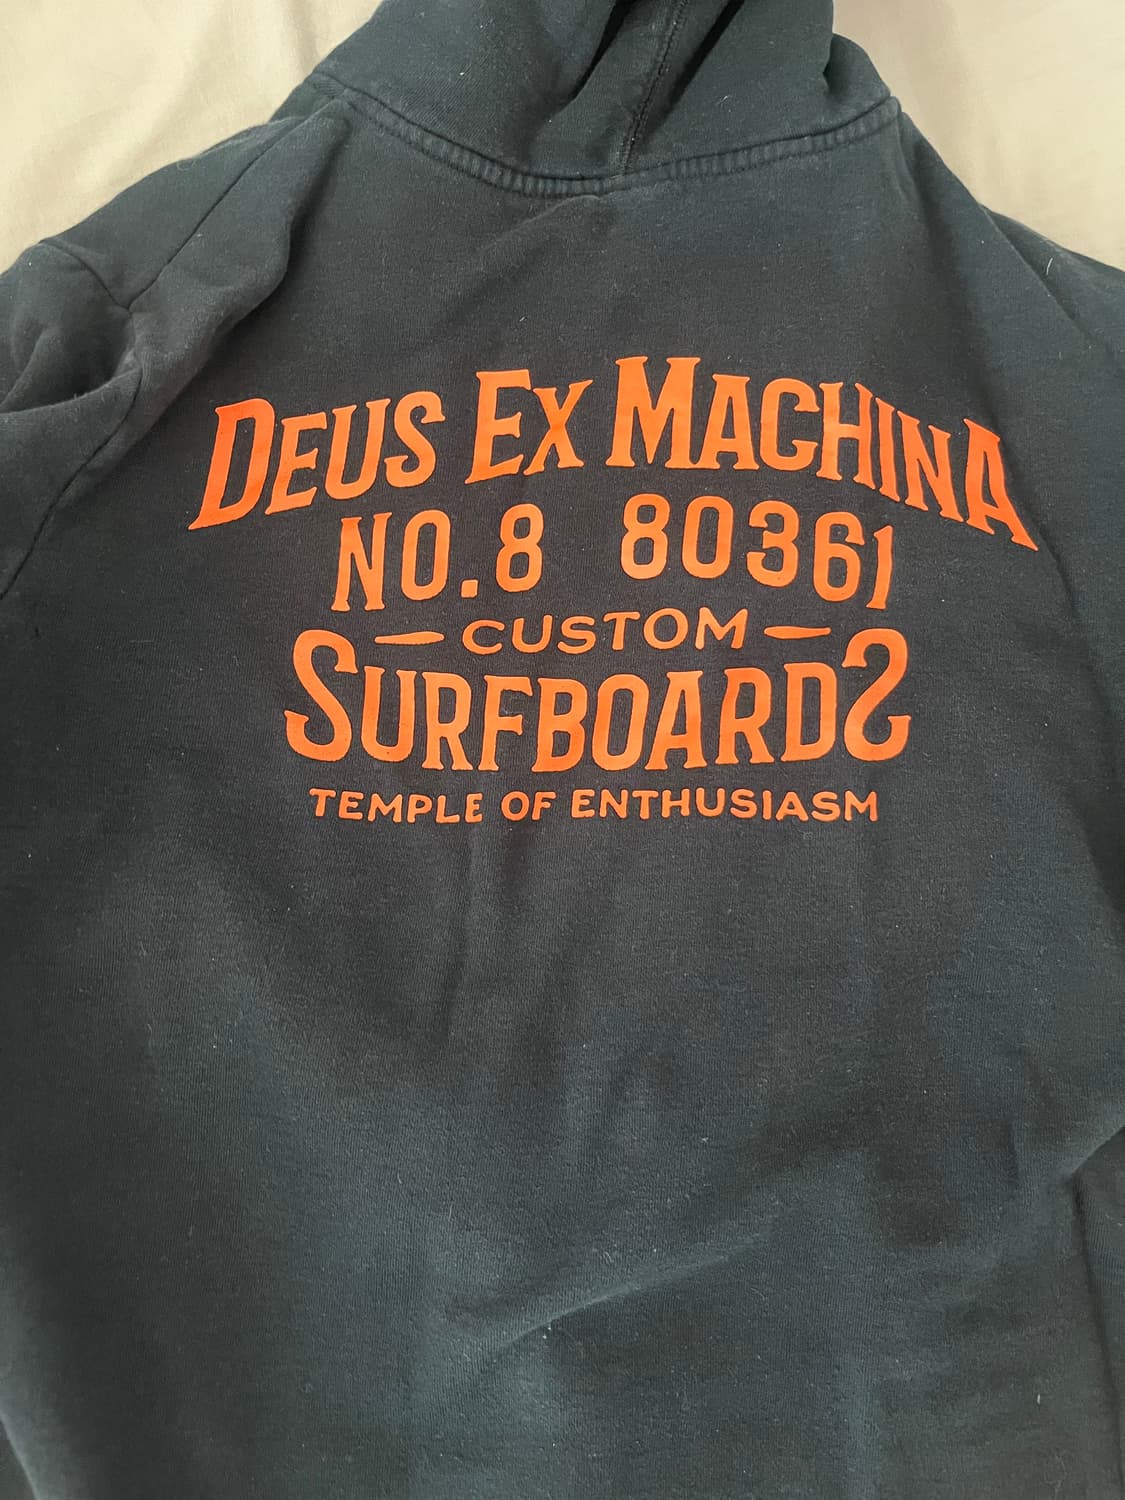 DEUS EX MACHINA
NO.8 80361
CUSTOM
SURFBOARDS
TEMPLE OF ENTHUSIASM